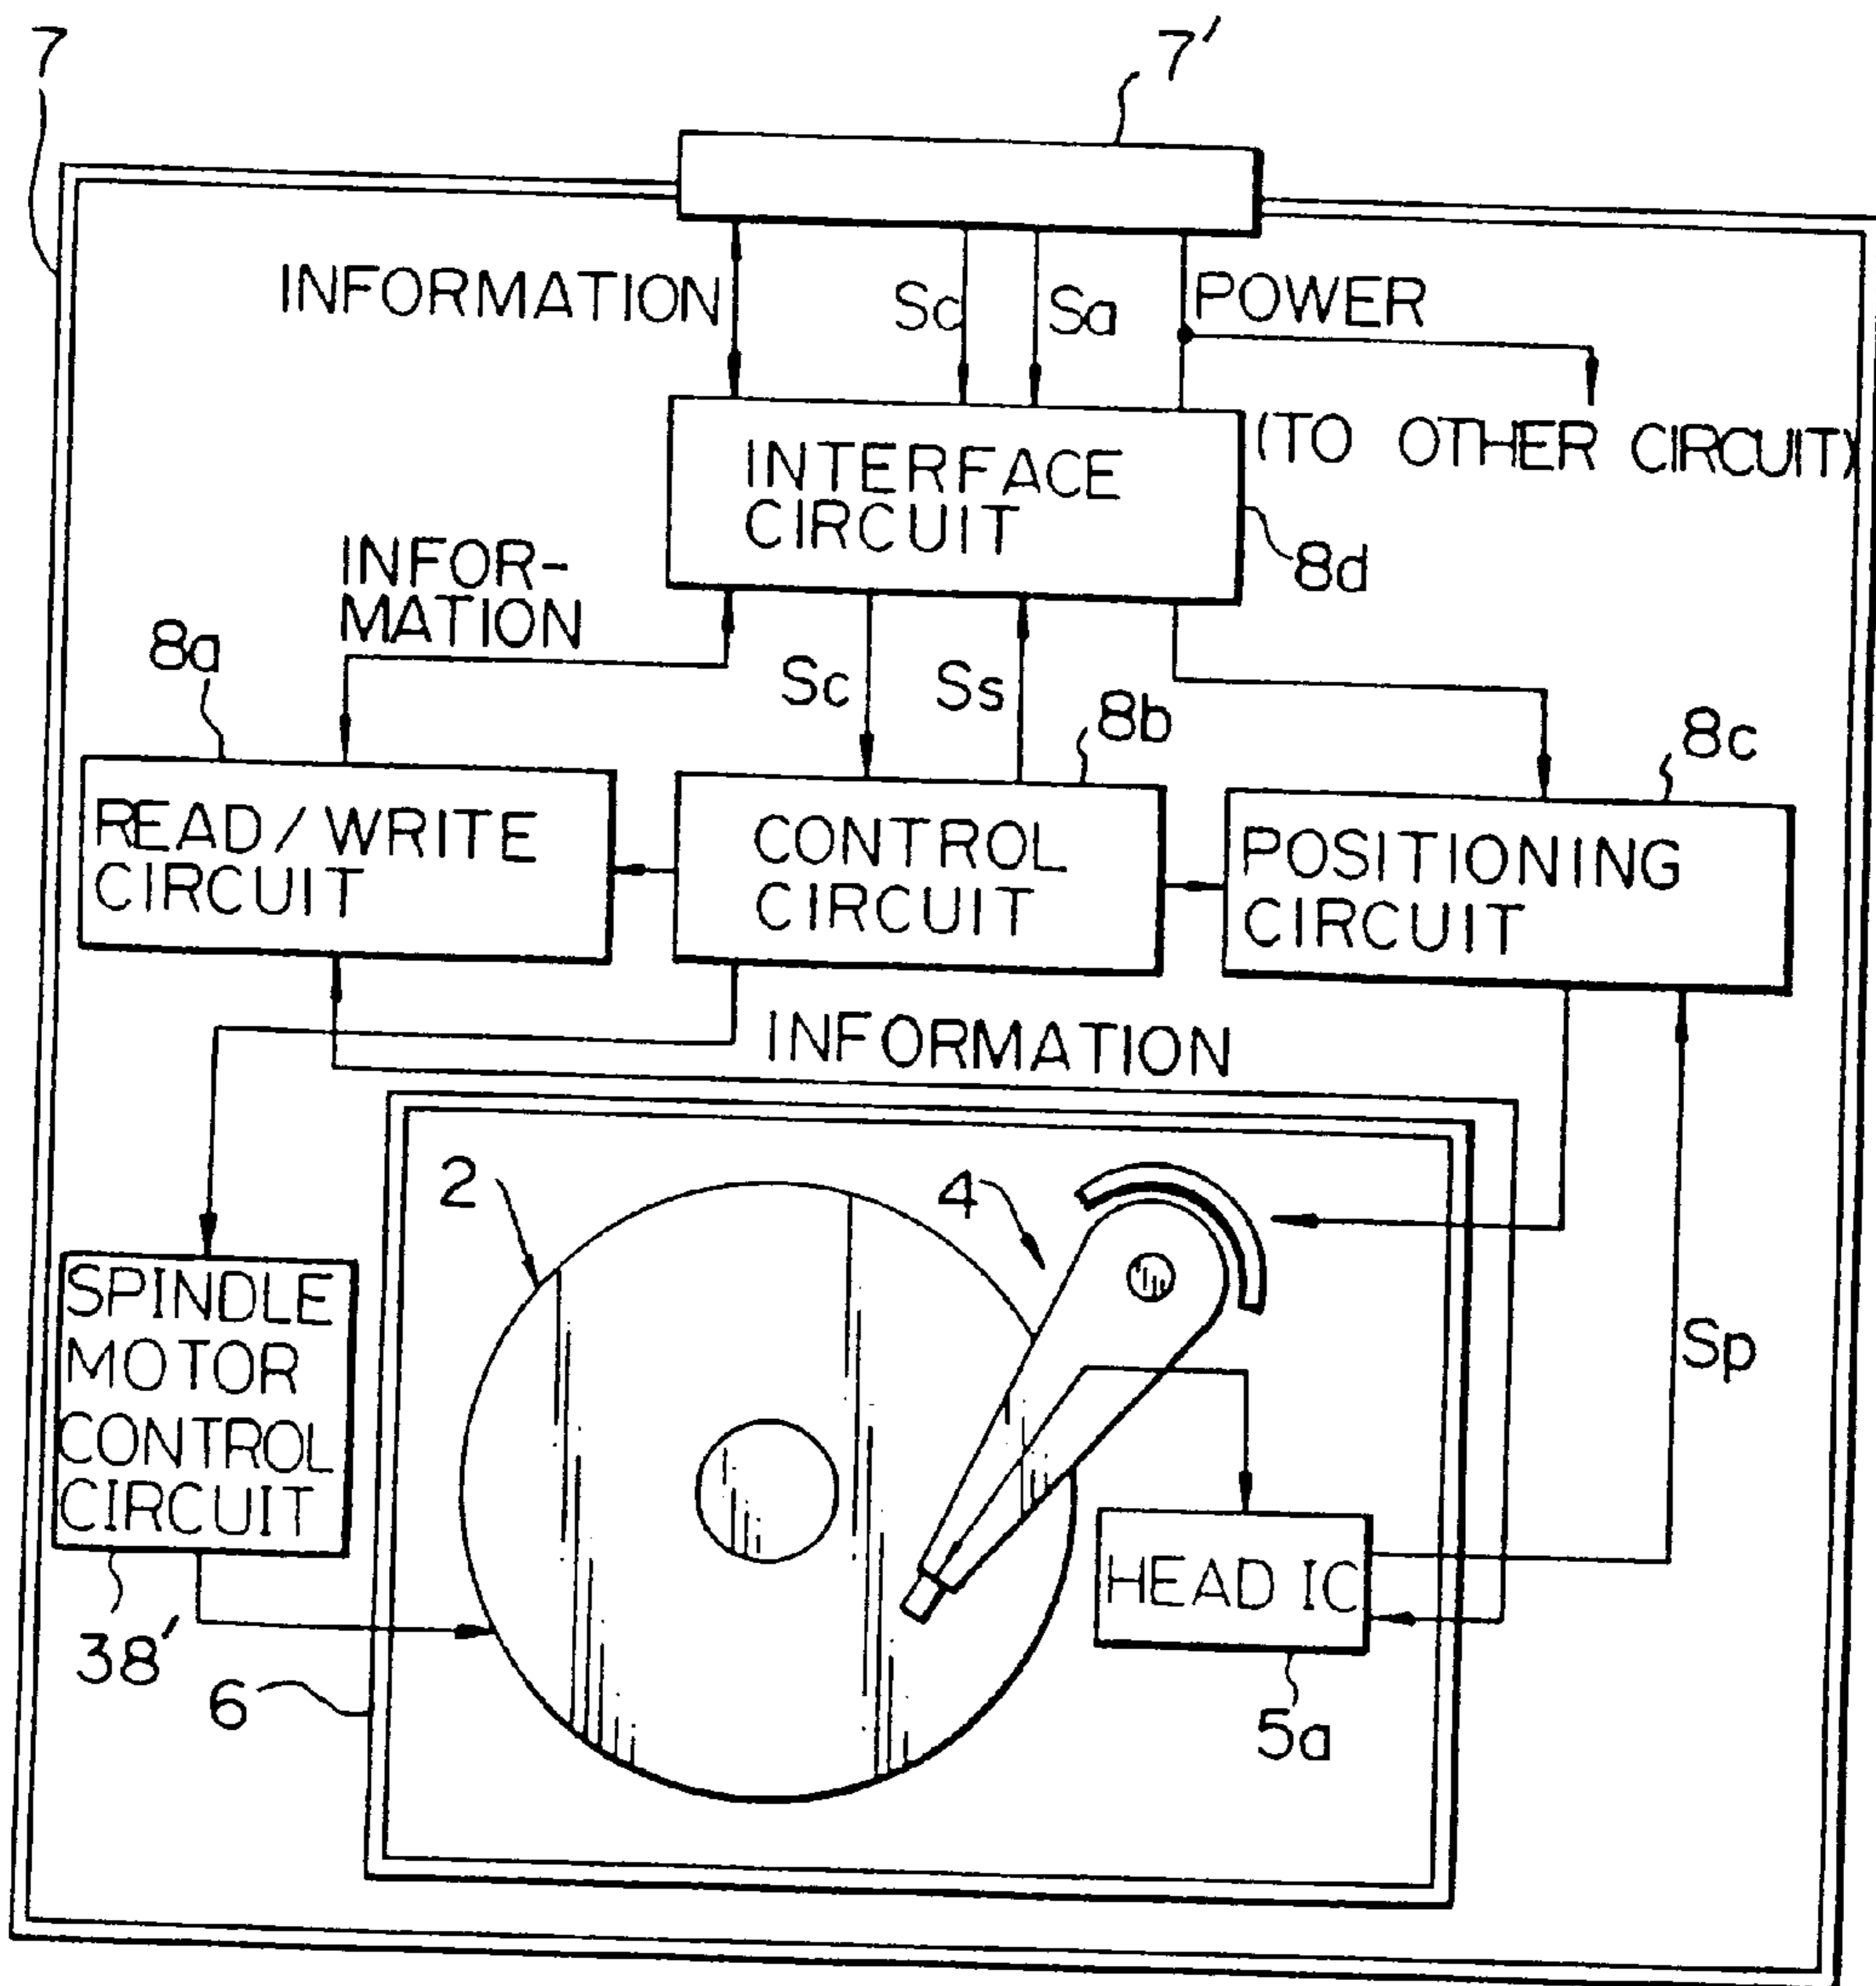 7
7'
INFORMATION
Sc
Sa
POWER
(TO OTHER CIRCUIT)
INTERFACE
CIRCUIT
8d
INFOR-
MATION
8a
Sc
Ss
8b
8c
READ/WRITE
CIRCUIT
CONTROL
CIRCUIT
POSITIONING
CIRCUIT
INFORMATION
2
4
SPINDLE
MOTOR
CONTROL
CIRCUIT
Sp
HEAD IC
38'
6
5a